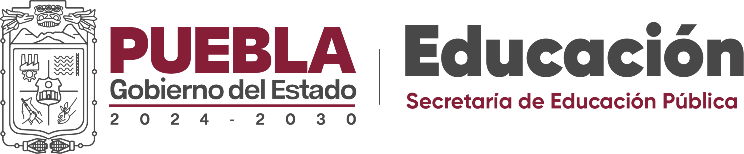 PUEBLA
Gobierno del Estado
2024-2030
Educación
Secretaría de Educación Pública